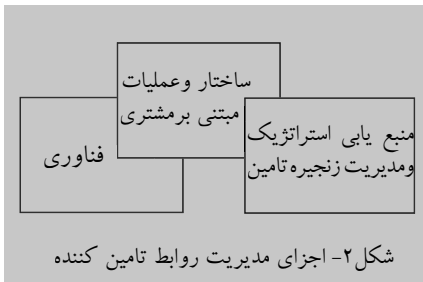 ساختار وعملیات
مبتنی برمشتری
منبع یابی استراتژیک
ومدیریت زنجیره تامین
فناوری
شکل۲- اجزای مدیریت روابط تامین کننده